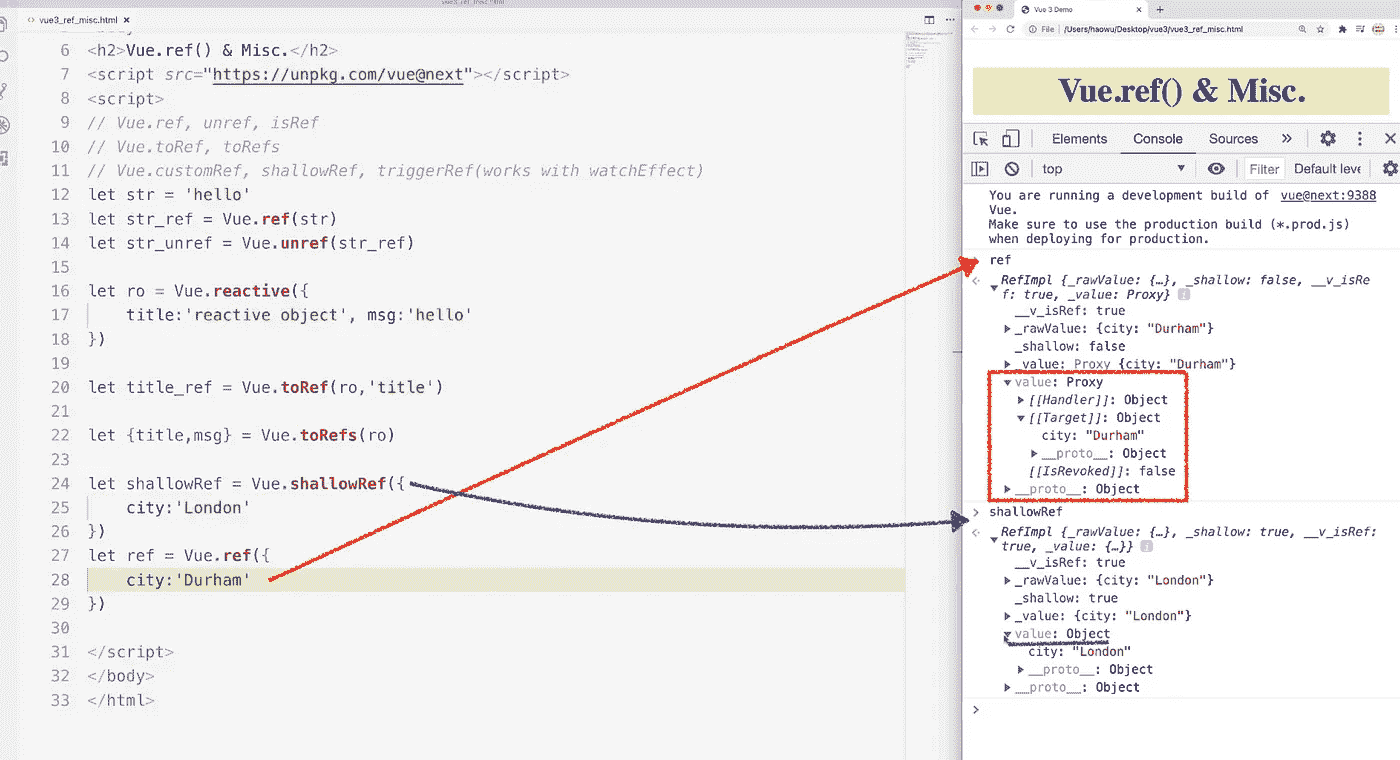 vue3_ref_misc.html
6 <h2>Vue.ref() & Misc.</h2>
7 <script src="https://unpkg.com/vue@next"></script>
8 <script>
9 // Vue.ref, unref, isRef
10 // Vue.toRef, toRefs
11 // Vue.customRef, shallowRef, triggerRef(works with watchEffect)
12 let str = 'hello'
13 let str_ref = Vue.ref(str)
14 let str_unref = Vue.unref(str_ref)
15
16 let ro = Vue.reactive({
17 title:'reactive object', msg:'hello'
18 })
19
20 let title_ref = Vue.toRef(ro,'title')
21
22 let {title,msg} = Vue.toRefs(ro)
23
24 let shallowRef = Vue.shallowRef({
25 city:'London'
26 })
27 let ref = Vue.ref({
28 city:'Durham'
29 })
30
31 </script>
32 </body>
33 </html>
Vue 3 Demo
File | /Users/haowu/Desktop/vue3/vue3_ref_misc.html
Vue.ref() & Misc.
Elements Console Sources »
top Filter Default leve
You are running a development build of vue@next:9388
Vue.
Make sure to use the production build (*.prod.js)
when deploying for production.
ref
RefImpl {_rawValue: {…}, _shallow: false, __v_isRe
f: true, _value: Proxy}
__v_isRef: true
_rawValue: {city: "Durham"}
_shallow: false
_value: Proxy {city: "Durham"}
value: Proxy
[[Handler]]: Object
[[Target]]: Object
city: "Durham"
__proto__: Object
[[IsRevoked]]: false
__proto__: Object
shallowRef
RefImpl {_rawValue: {…}, _shallow: true, __v_isRef:
true, _value: {…}}
__v_isRef: true
_rawValue: {city: "London"}
_shallow: true
_value: {city: "London"}
value: Object
city: "London"
__proto__: Object
__proto__: Object